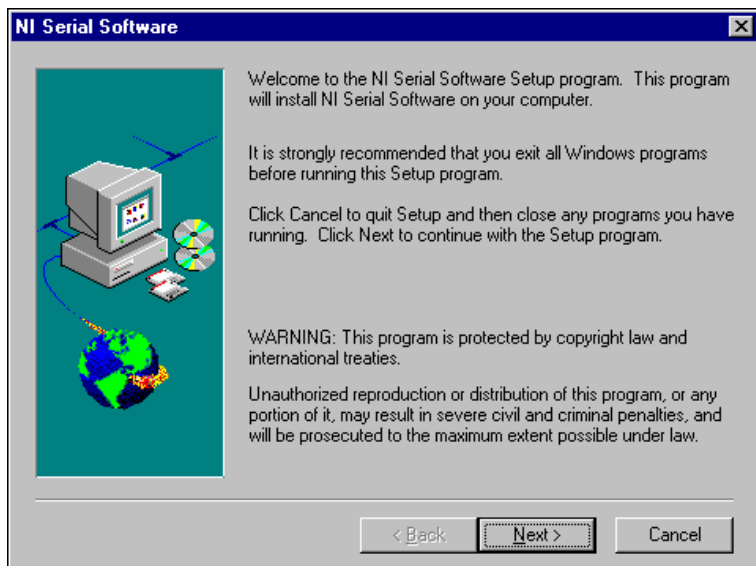 NI Serial Software
Welcome to the NI Serial Software Setup program.  This program
will install NI Serial Software on your computer.
It is strongly recommended that you exit all Windows programs
before running this Setup program.
Click Cancel to quit Setup and then close any programs you have
running.  Click Next to continue with the Setup program.
WARNING: This program is protected by copyright law and
international treaties.
Unauthorized reproduction or distribution of this program, or any
portion of it, may result in severe civil and criminal penalties, and
will be prosecuted to the maximum extent possible under law.
< Back
Next >
Cancel